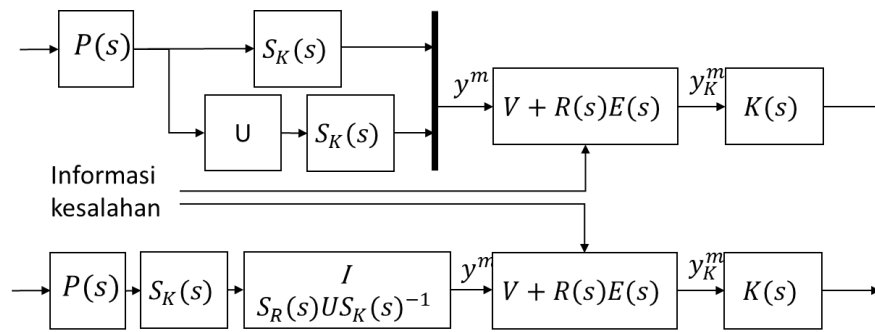 P(s)
S_K(s)
U
S_K(s)
y^m
V + R(s)E(s)
y_K^m
K(s)
Informasi
kesalahan
P(s)
S_K(s)
I
S_R(s)US_K(s)^{-1}
y^m
V + R(s)E(s)
y_K^m
K(s)